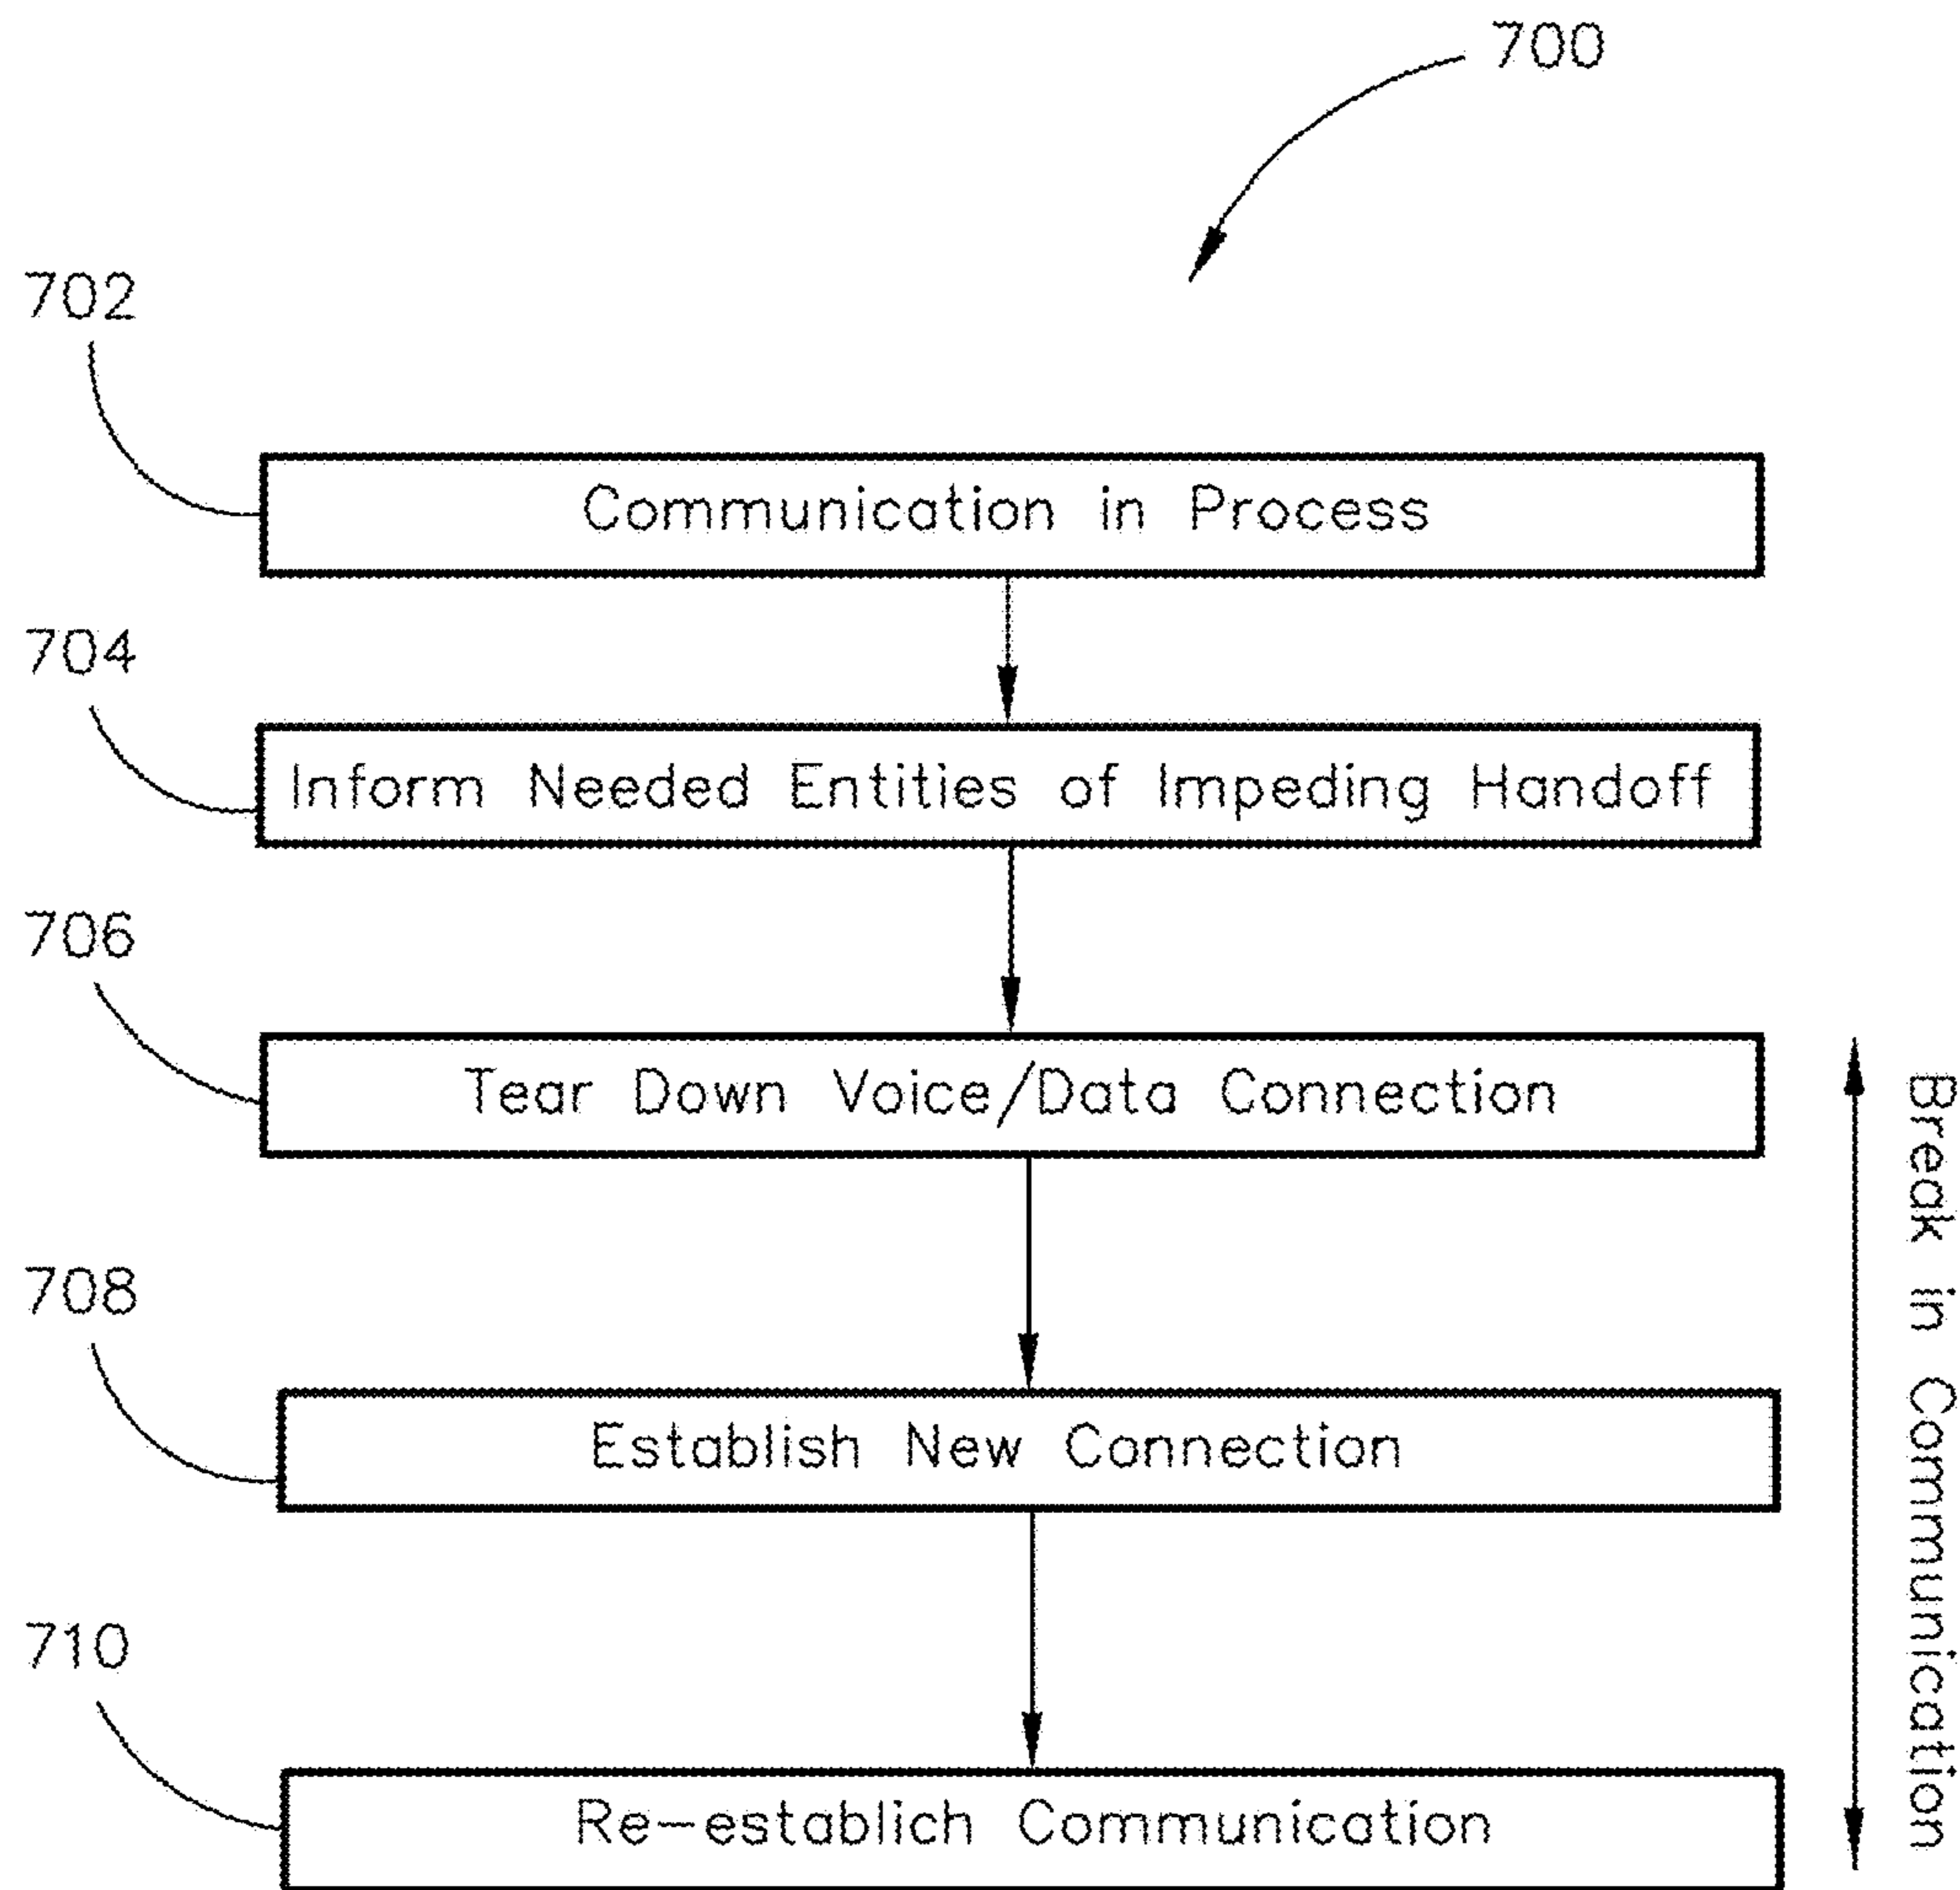 700
702
Communication in Process
704
Inform Needed Entities of Impeding Handoff
706
Tear Down Voice/Data Connection
708
Establish New Connection
710
Re-establich Communication
Break in Communication